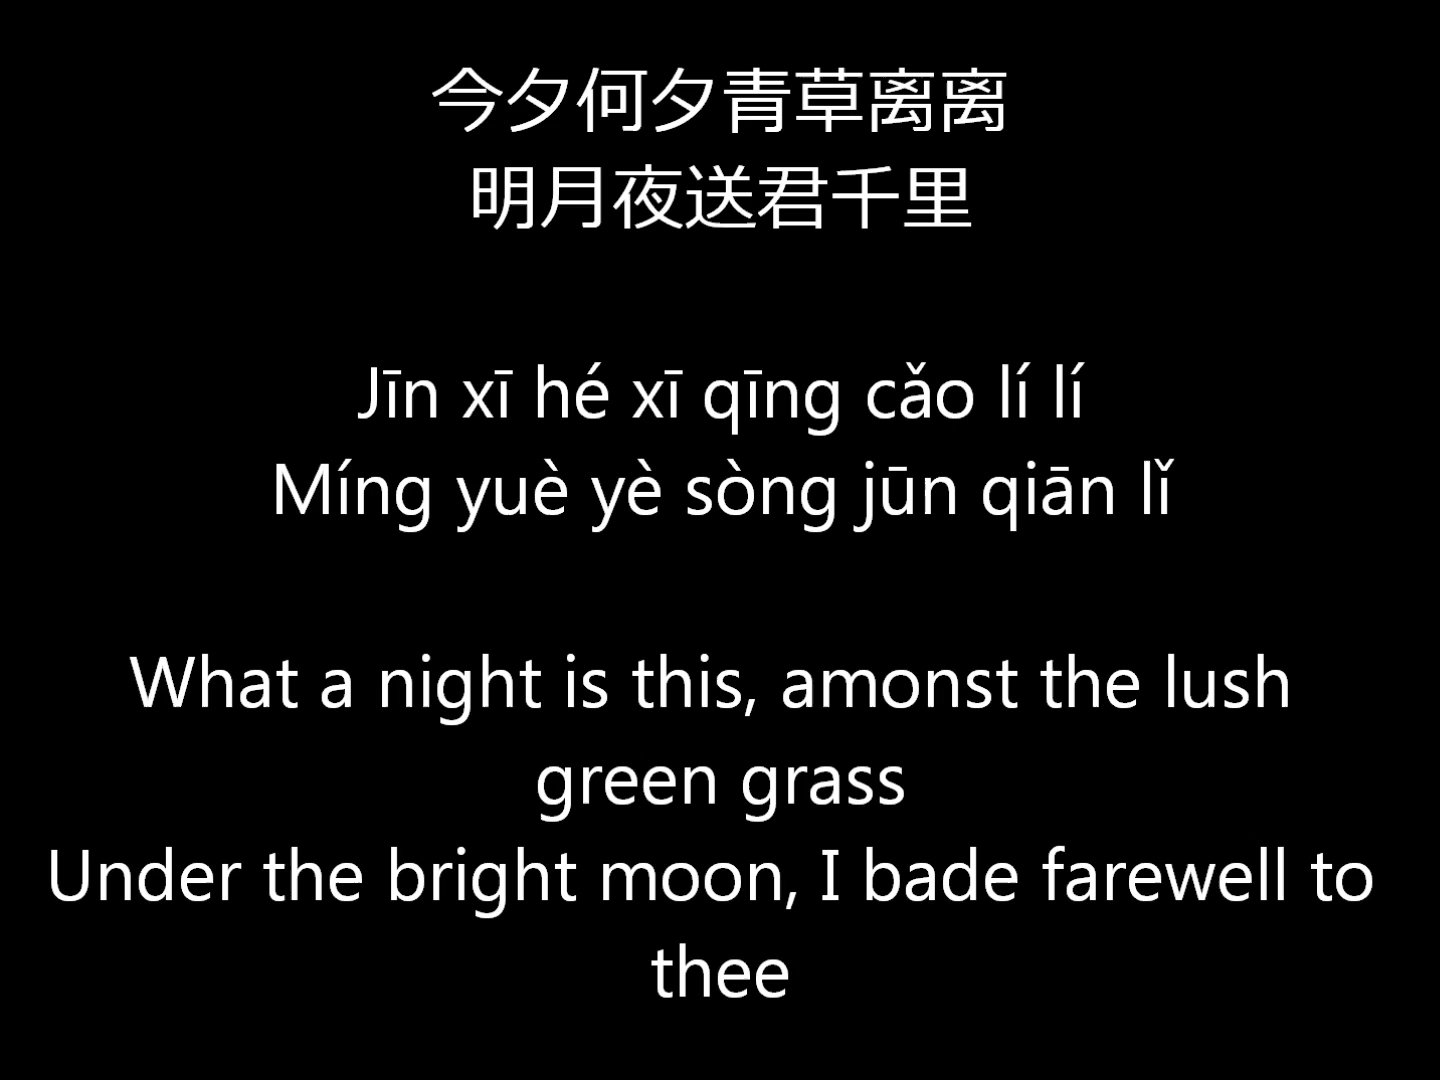 今夕何夕青草离离
明月夜送君千里
Jīn xī hé xī qīng cǎo lí lí
Míng yuè yè sòng jūn qiān lǐ
What a night is this, amonst the lush
green grass
Under the bright moon, I bade farewell to
thee